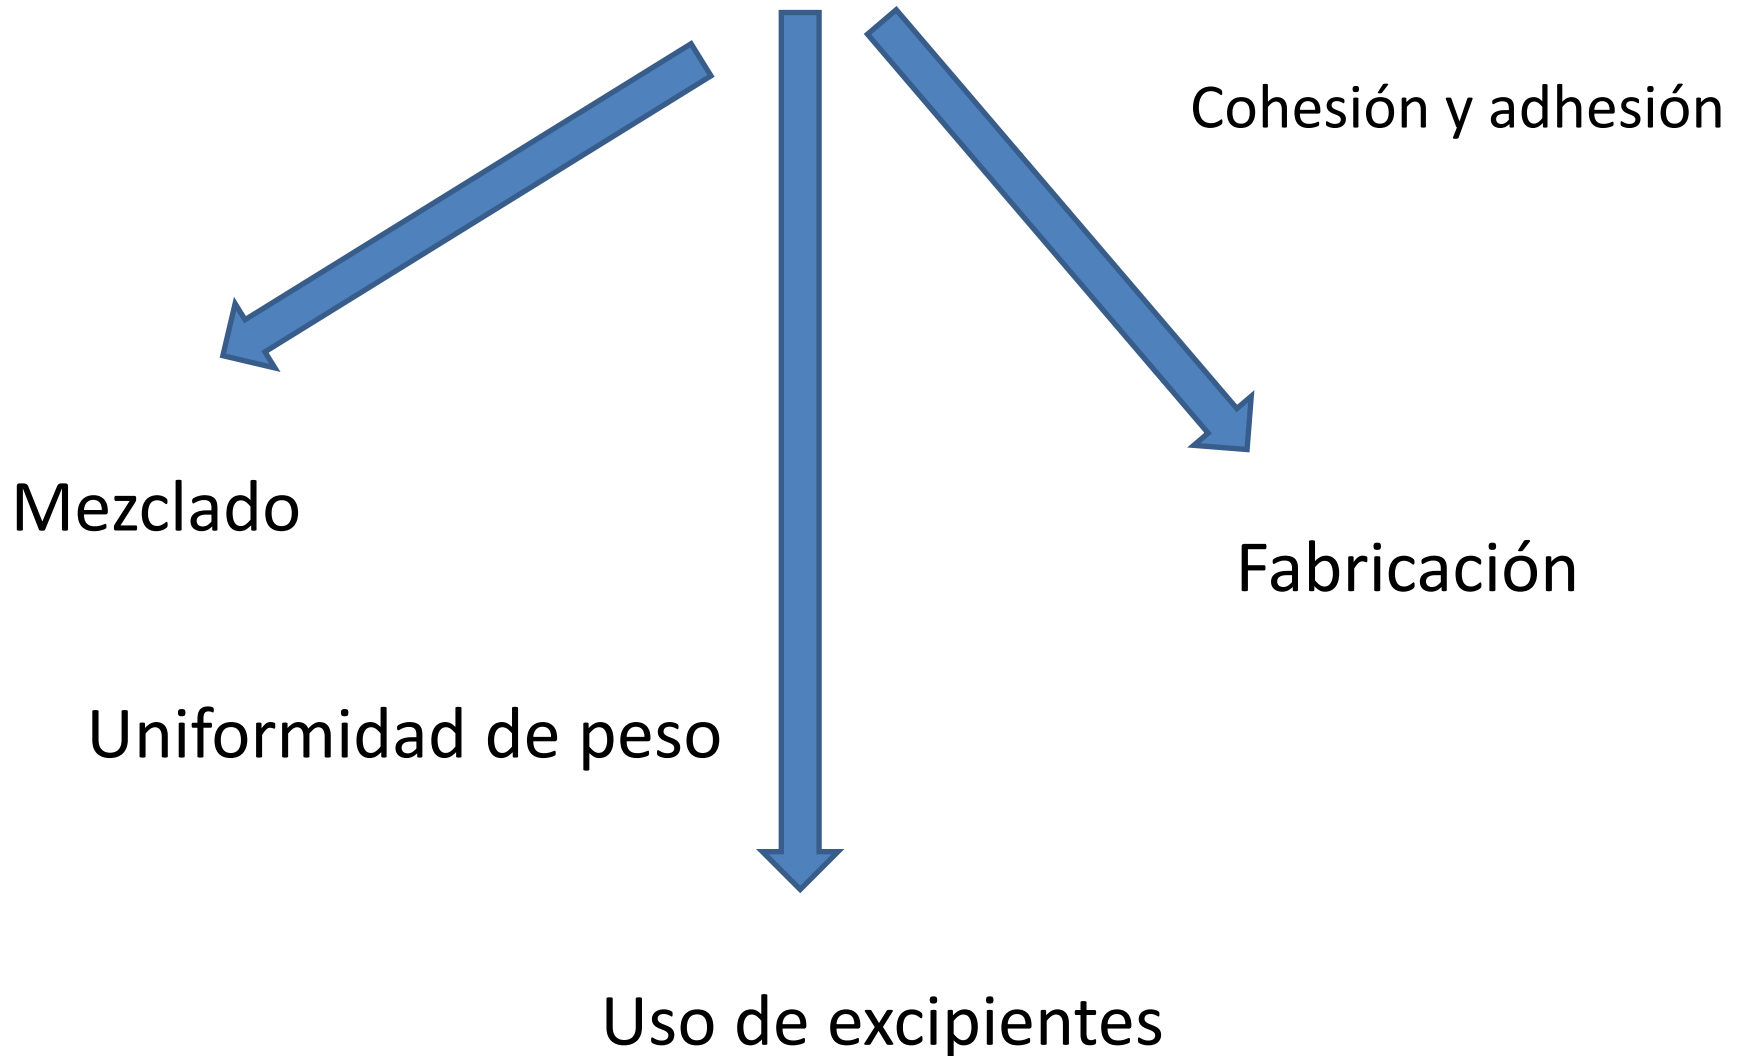 Cohesión y adhesión
Mezclado
Fabricación
Uniformidad de peso
Uso de excipientes